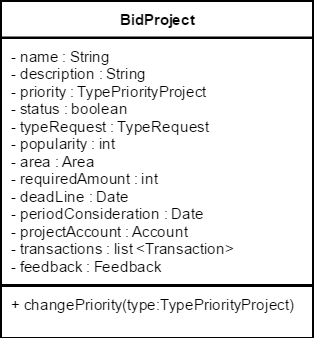 BidProject
- name : String
- description : String
- priority : TypePriorityProject
- status : boolean
- typeRequest : TypeRequest
- popularity : int
- area : Area
- requiredAmount : int
- deadLine : Date
- periodConsideration : Date
- projectAccount : Account
- transactions : list <Transaction>
- feedback : Feedback
+ changePriority(type:TypePriorityProject)